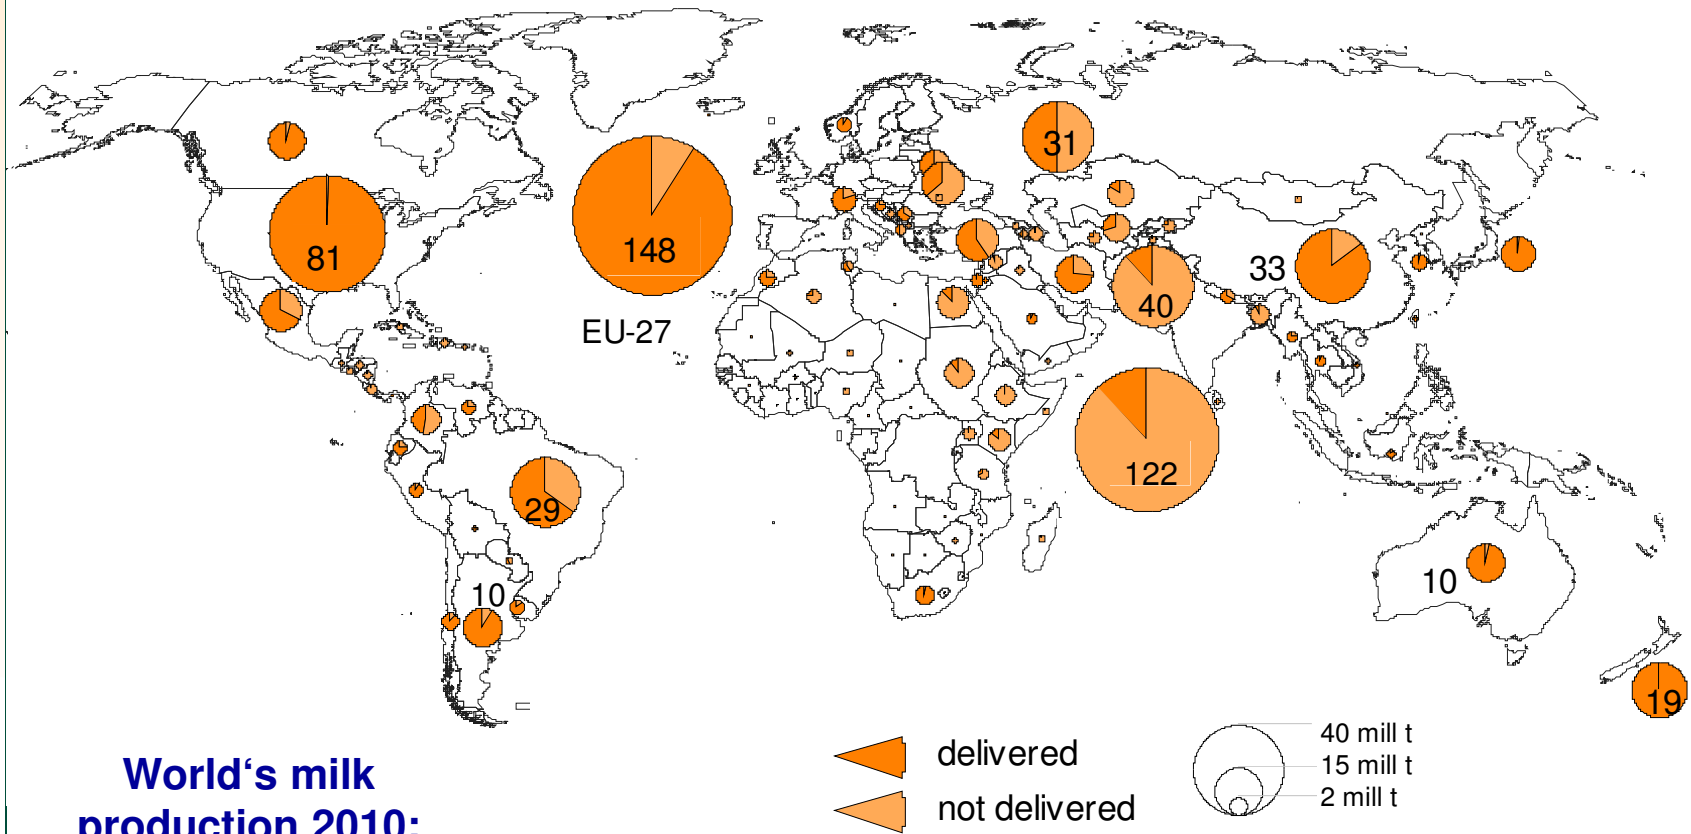 31
148
81
33
40
EU-27
122
29
10
10
19
40 mill t
delivered
15 mill t
World‘s milk
2 mill t
not delivered
production 2010: